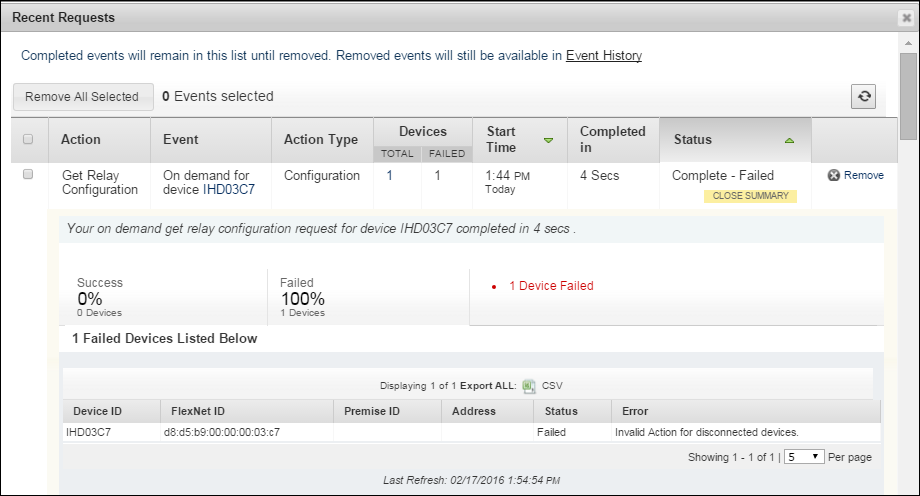 Recent Requests
Completed events will remain in this list until removed. Removed events will still be available in Event History
Remove All Selected 0 Events selected
Action Event Action Type Devices TOTAL FAILED Start Time Completed in Status
Get Relay Configuration On demand for device IHD03C7 Configuration 1 1 1:44 PM Today 4 Secs Complete - Failed CLOSE SUMMARY Remove
Your on demand get relay configuration request for device IHD03C7 completed in 4 secs .
Success
0%
0 Devices
Failed
100%
1 Devices
• 1 Device Failed
1 Failed Devices Listed Below
Displaying 1 of 1 Export ALL: CSV
Device ID FlexNet ID Premise ID Address Status Error
IHD03C7 d8:d5:b9:00:00:00:03:c7 Failed Invalid Action for disconnected devices.
Showing 1 - 1 of 1 | 5 Per page
Last Refresh: 02/17/2016 1:54:54 PM